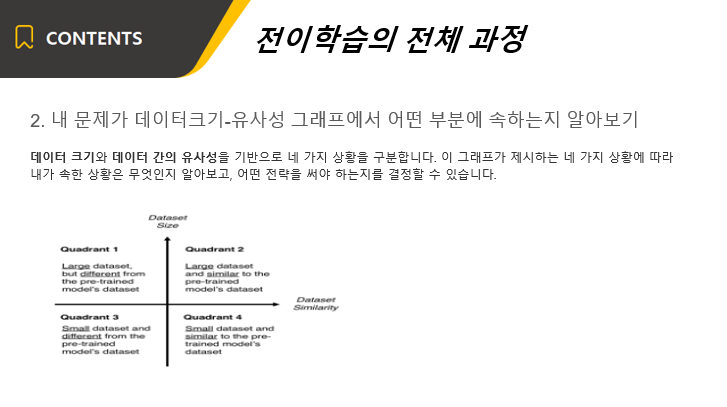 CONTENTS
전이학습의 전체 과정
2. 내 문제가 데이터크기-유사성 그래프에서 어떤 부분에 속하는지 알아보기
데이터 크기와 데이터 간의 유사성을 기반으로 네 가지 상황을 구분합니다. 이 그래프가 제시하는 네 가지 상황에 따라
내가 속한 상황은 무엇인지 알아보고, 어떤 전략을 써야 하는지를 결정할 수 있습니다.
Dataset
Size
Quadrant 1
Large dataset,
but different from
the pre-trained
model's dataset
Quadrant 2
Large dataset
and similar to the
pre-trained
model's dataset
Dataset
Similarity
Quadrant 3
Small dataset and
different from the
pre-trained
model's dataset
Quadrant 4
Small dataset and
similar to the pre-
trained model's
dataset